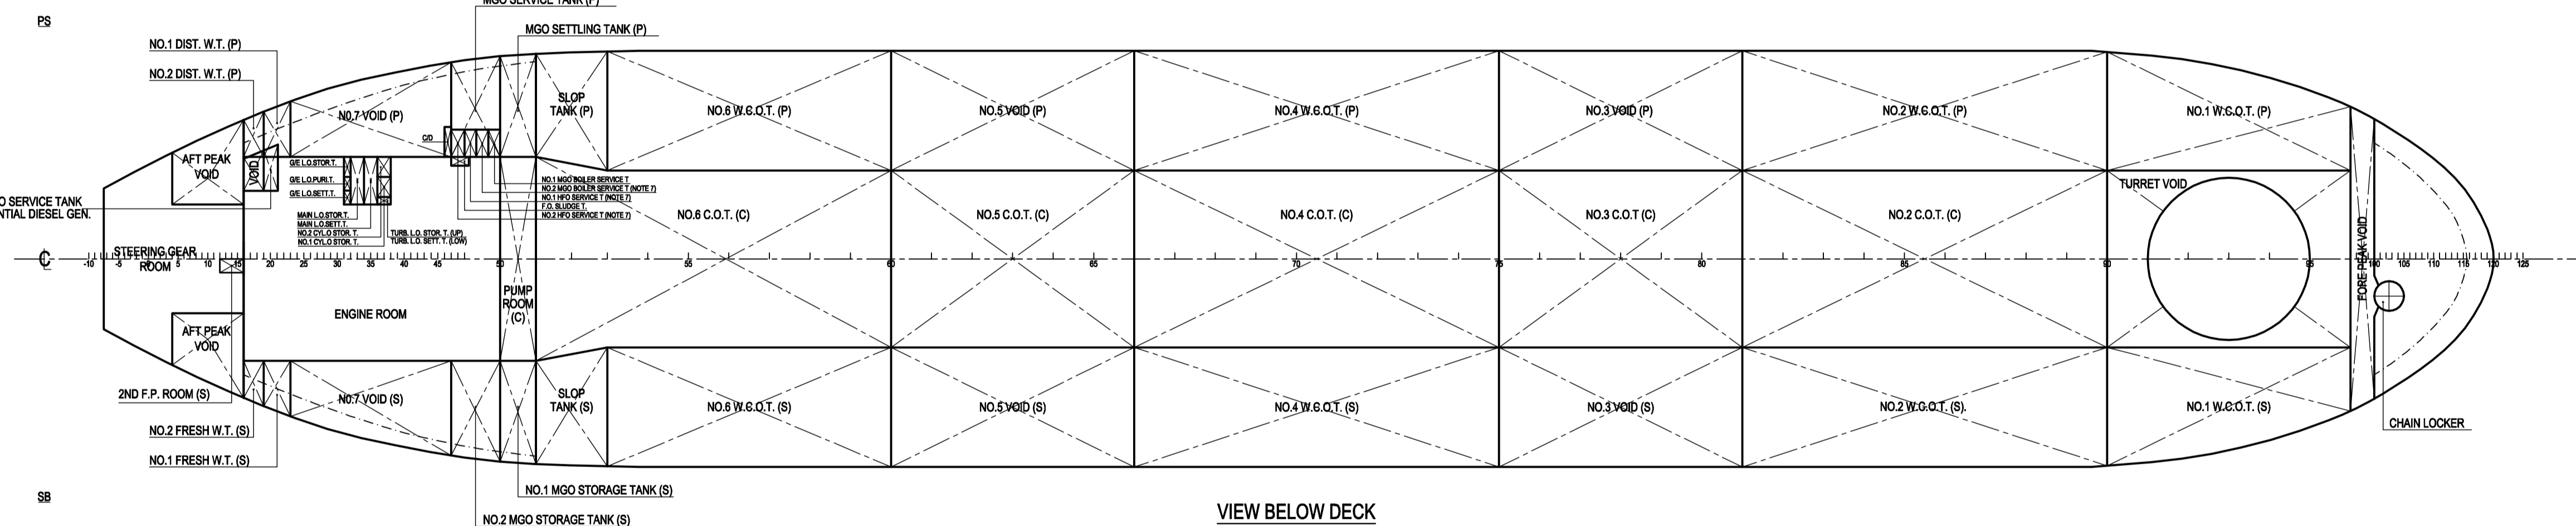 MGO SERVICE TANK (P)
PS
MGO SETTLING TANK (P)
NO.1 DIST. W.T. (P)
NO.2 DIST. W.T. (P)
SLOP
TANK (P)
NO.6 W.C.O.T. (P)
NO.5 VOID (P)
NO.4 W.C.O.T. (P)
NO.3 VOID (P)
NO.2 W.C.O.T. (P)
NO.1 W.C.O.T. (P)
N0.7 VOID (P)
C/D
AFT PEAK
VOID
VOID
G/E L.O.STOR.T.
G/E L.O.PURI.T.
G/E L.O.SETT.T.
NO.1 MGO BOILER SERVICE T
NO.2 MGO BOILER SERVICE T (NOTE 7)
NO.1 HFO SERVICE T (NOTE 7)
F.O. SLUDGE T.
NO.2 HFO SERVICE T (NOTE 7)
TURRET VOID
O SERVICE TANK
NTIAL DIESEL GEN.
MAIN L.O.STOR.T.
MAIN L.O.SETT.T.
NO.2 CYL.O STOR. T.
NO.1 CYL.O STOR. T.
TURB. L.O. STOR. T. (UP)
TURB. L.O. SETT. T. (LOW)
NO.6 C.O.T. (C)
NO.5 C.O.T. (C)
NO.4 C.O.T. (C)
NO.3 C.O.T (C)
NO.2 C.O.T. (C)
FORE PEAK VOID
STEERING GEAR
ROOM
-10 -5 0 5 10 15 20 25 30 35 40 45 50 55 60 65 70 75 80 85 90 95 100 105 110 115 120 125
PUMP
ROOM
(C)
ENGINE ROOM
AFT PEAK
VOID
2ND F.P. ROOM (S)
N0.7 VOID (S)
SLOP
TANK (S)
NO.6 W.C.O.T. (S)
NO.5 VOID (S)
NO.4 W.C.O.T. (S)
NO.3 VOID (S)
NO.2 W.C.O.T. (S).
NO.1 W.C.O.T. (S)
CHAIN LOCKER
NO.2 FRESH W.T. (S)
NO.1 FRESH W.T. (S)
NO.1 MGO STORAGE TANK (S)
SB
NO.2 MGO STORAGE TANK (S)
VIEW BELOW DECK